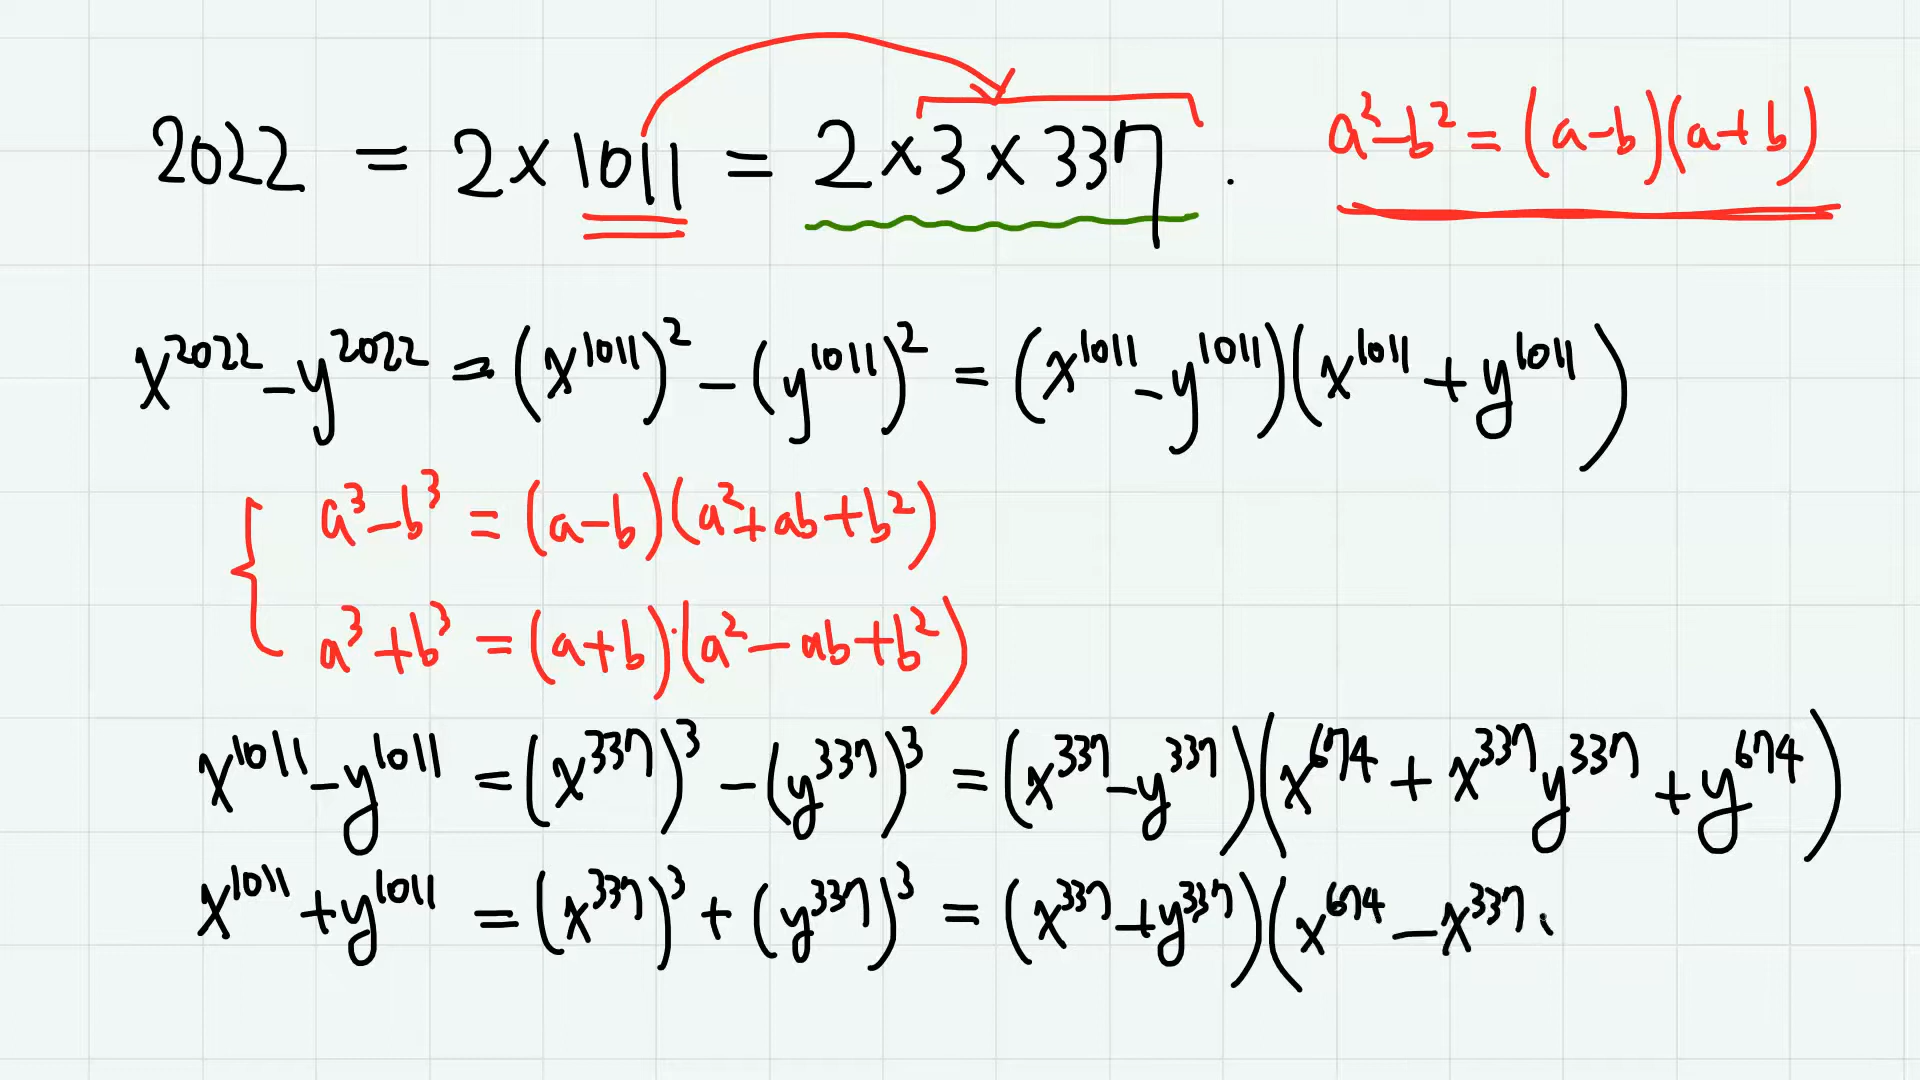 2022 = 2×1011 = 2×3×337.
a²-b² = (a-b)(a+b)
x²⁰²²-y²⁰²² = (x¹⁰¹¹)²-(y¹⁰¹¹)² = (x¹⁰¹¹-y¹⁰¹¹)(x¹⁰¹¹+y¹⁰¹¹)
a³-b³ = (a-b)(a²+ab+b²)
a³+b³ = (a+b)·(a²-ab+b²)
x¹⁰¹¹-y¹⁰¹¹ = (x³³⁷)³-(y³³⁷)³ = (x³³⁷-y³³⁷)(x⁶⁷⁴+x³³⁷y³³⁷+y⁶⁷⁴)
x¹⁰¹¹+y¹⁰¹¹ = (x³³⁷)³+(y³³⁷)³ = (x³³⁷+y³³⁷)(x⁶⁷⁴-x³³⁷